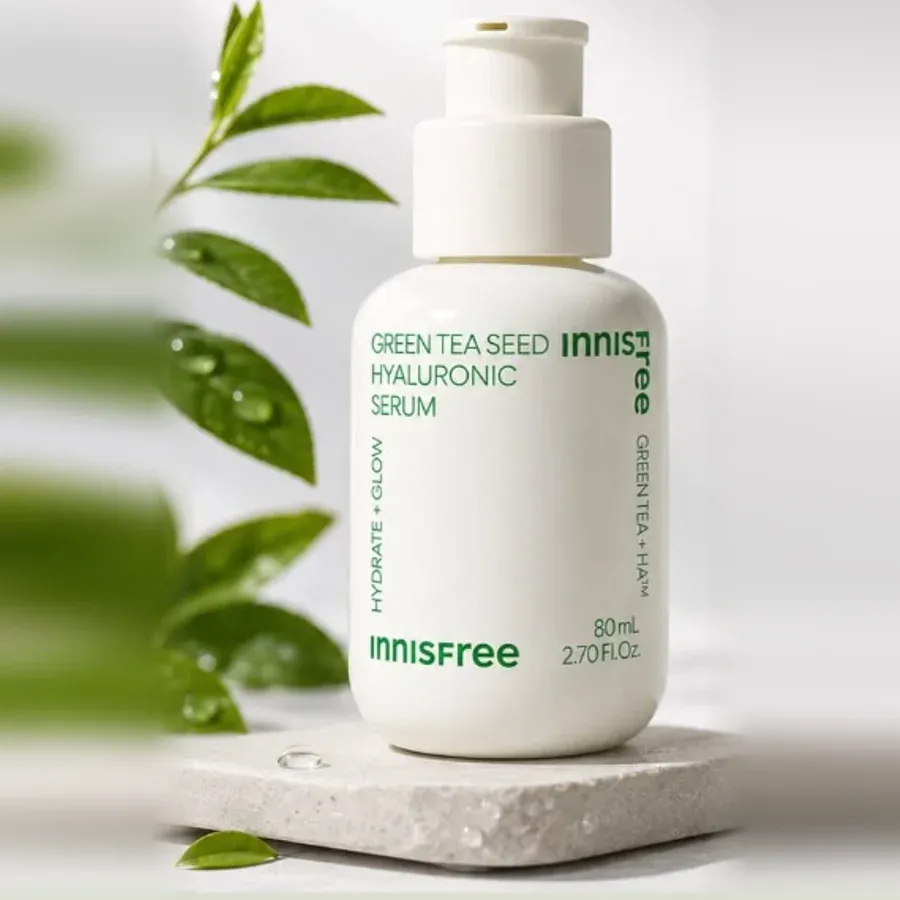 GREEN TEA SEED
HYALURONIC
SERUM
innisfree
HYDRATE + GLOW
GREEN TEA + HA™
innisfree
80 mL
2.70 Fl.Oz.